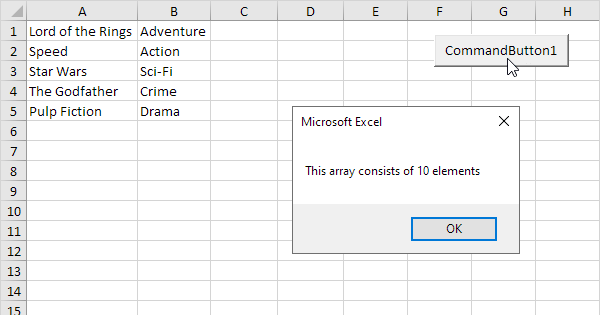 A B C D E F G H
1 Lord of the Rings Adventure
2 Speed Action
3 Star Wars Sci-Fi
4 The Godfather Crime
5 Pulp Fiction Drama
6
7
8
9
10
11
12
13
14
15
CommandButton1
Microsoft Excel
This array consists of 10 elements
OK